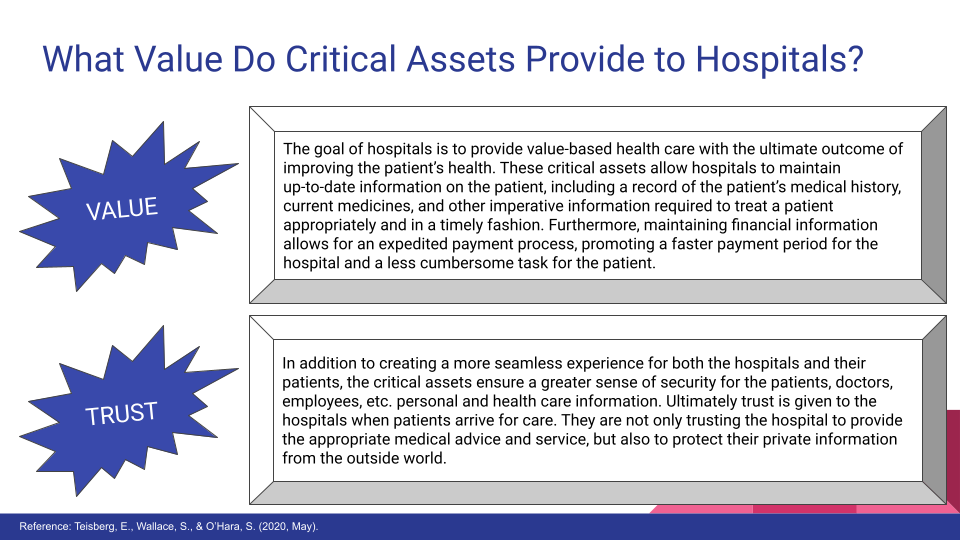 What Value Do Critical Assets Provide to Hospitals?
VALUE
The goal of hospitals is to provide value-based health care with the ultimate outcome of
improving the patient’s health. These critical assets allow hospitals to maintain
up-to-date information on the patient, including a record of the patient’s medical history,
current medicines, and other imperative information required to treat a patient
appropriately and in a timely fashion. Furthermore, maintaining financial information
allows for an expedited payment process, promoting a faster payment period for the
hospital and a less cumbersome task for the patient.
TRUST
In addition to creating a more seamless experience for both the hospitals and their
patients, the critical assets ensure a greater sense of security for the patients, doctors,
employees, etc. personal and health care information. Ultimately trust is given to the
hospitals when patients arrive for care. They are not only trusting the hospital to provide
the appropriate medical advice and service, but also to protect their private information
from the outside world.
Reference: Teisberg, E., Wallace, S., & O’Hara, S. (2020, May).